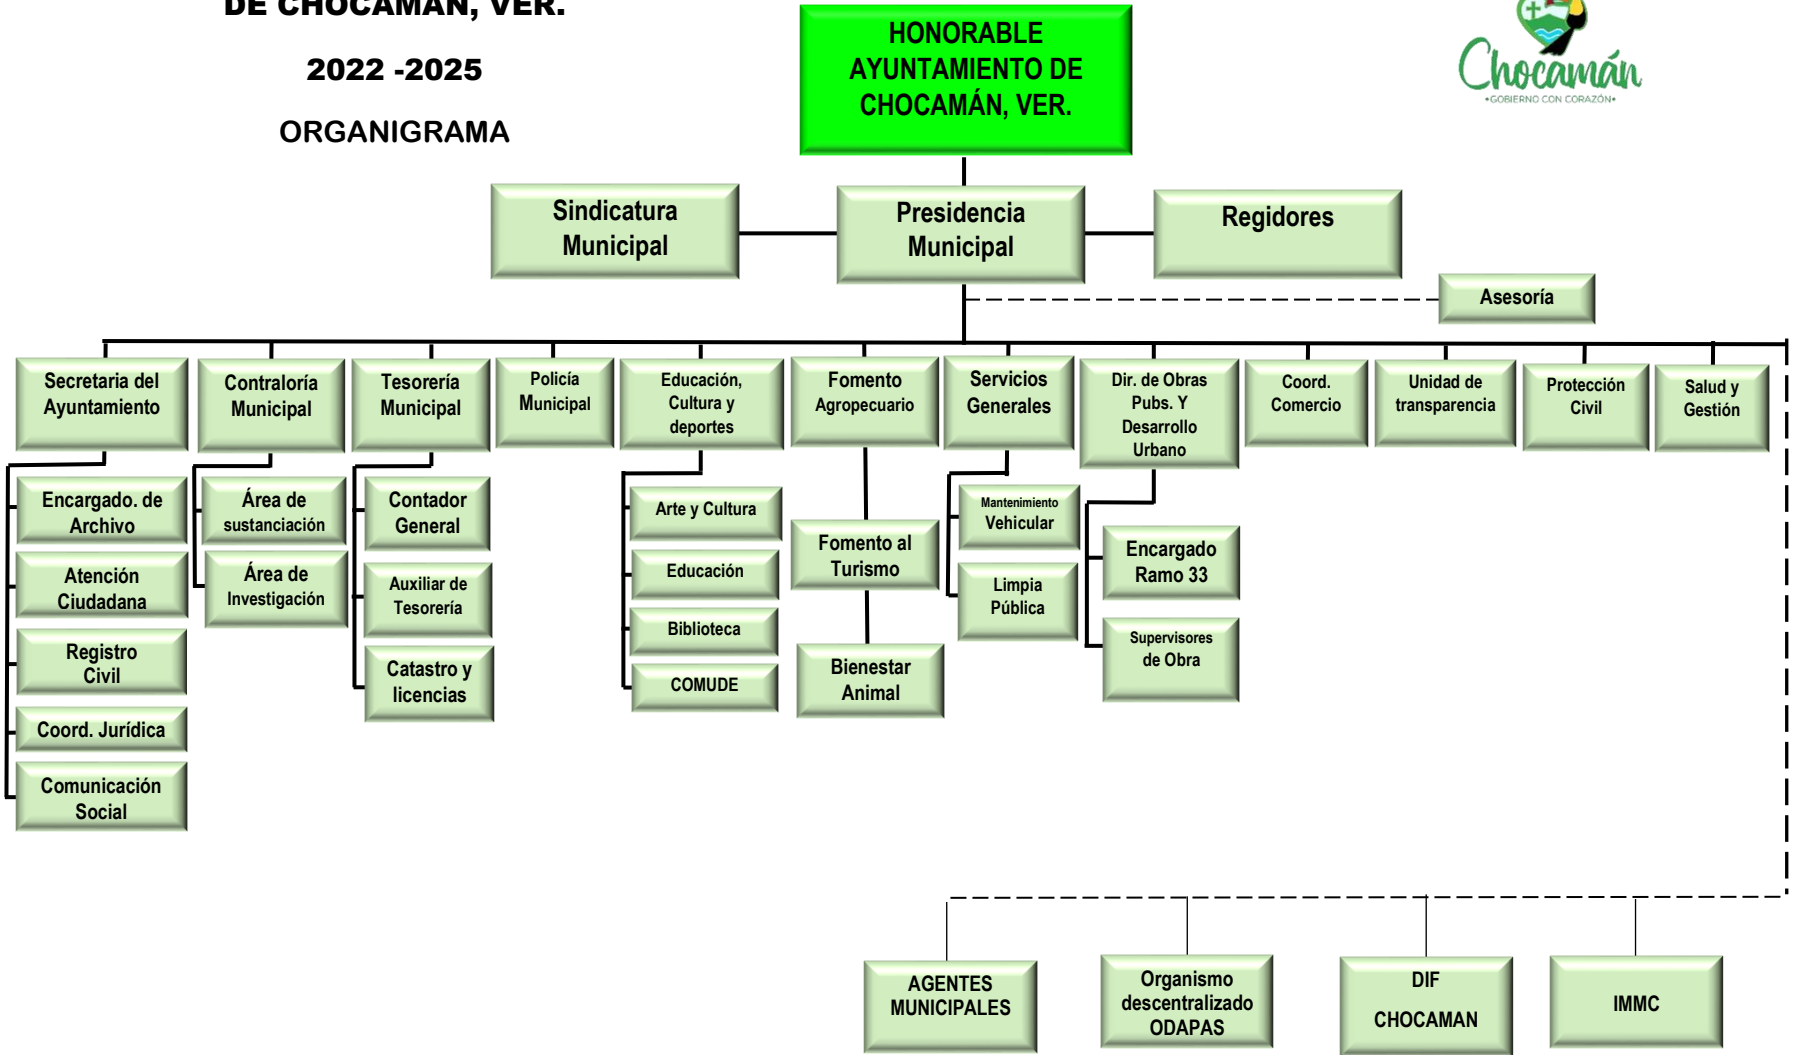 DE CHOCAMÁN, VER.
2022 -2025
ORGANIGRAMA
HONORABLE
AYUNTAMIENTO DE
CHOCAMÁN, VER.
Chocamán
•GOBIERNO CON CORAZÓN•
Sindicatura
Municipal
Presidencia
Municipal
Regidores
Asesoría
Secretaria del
Ayuntamiento
Contraloría
Municipal
Tesorería
Municipal
Policía
Municipal
Educación,
Cultura y
deportes
Fomento
Agropecuario
Servicios
Generales
Dir. de Obras
Pubs. Y
Desarrollo
Urbano
Coord.
Comercio
Unidad de
transparencia
Protección
Civil
Salud y
Gestión
Encargado. de
Archivo
Atención
Ciudadana
Registro
Civil
Coord. Jurídica
Comunicación
Social
Área de
sustanciación
Área de
Investigación
Contador
General
Auxiliar de
Tesorería
Catastro y
licencias
Arte y Cultura
Educación
Biblioteca
COMUDE
Fomento al
Turismo
Bienestar
Animal
Mantenimiento
Vehicular
Limpia
Pública
Encargado
Ramo 33
Supervisores
de Obra
AGENTES
MUNICIPALES
Organismo
descentralizado
ODAPAS
DIF
CHOCAMAN
IMMC